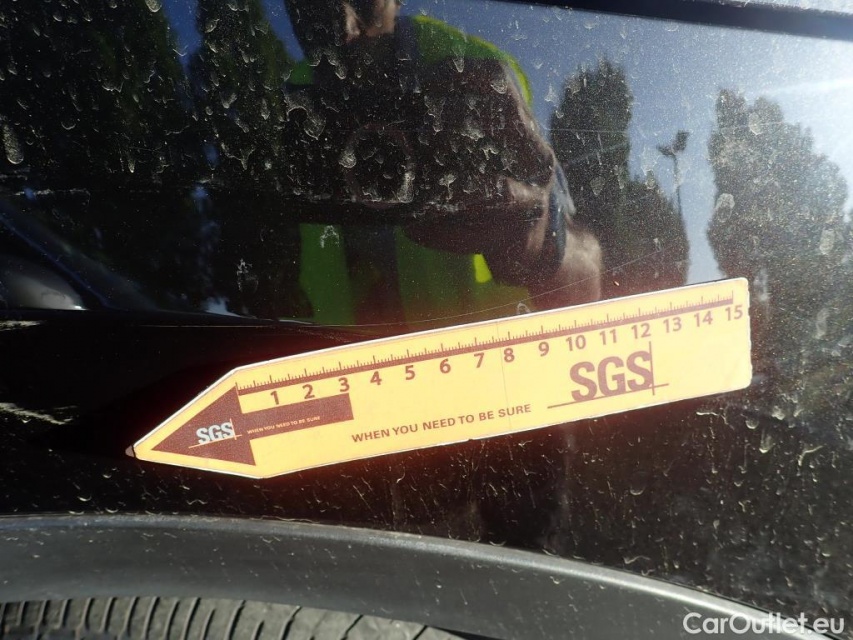 1 2 3 4 5 6 7 8 9 10 11 12 13 14 15
SGS
WHEN YOU NEED TO BE SURE
WHEN YOU NEED TO BE SURE
SGS
CarOutlet.eu